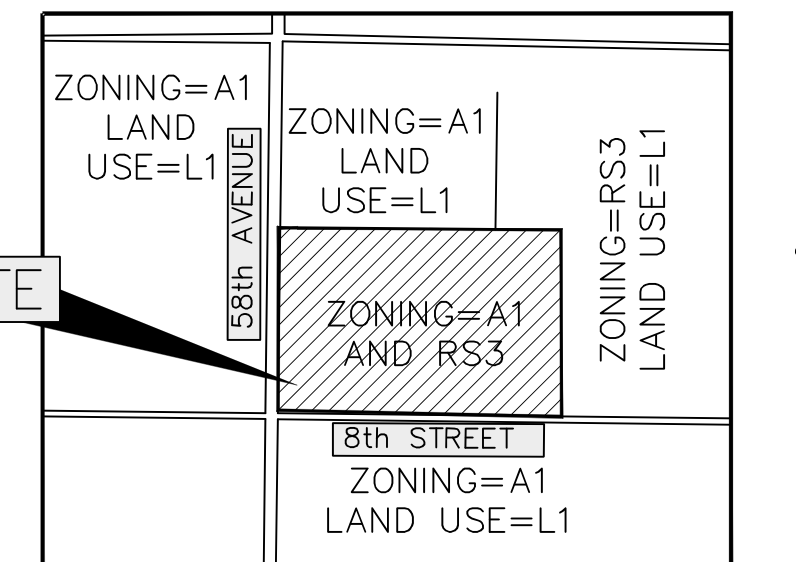 ZONING=A1
LAND
USE=L1
58th AVENUE
ZONING=A1
LAND
USE=L1
ZONING=RS3
LAND USE=L1
TE
ZONING=A1
AND RS3
8th STREET
ZONING=A1
LAND USE=L1